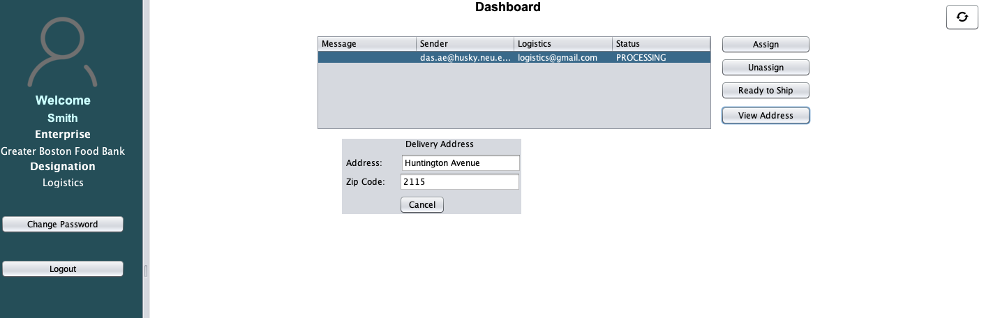 Dashboard
Welcome
Smith
Enterprise
Greater Boston Food Bank
Designation
Logistics
Change Password
Logout
Message Sender Logistics Status
das.ae@husky.neu.e... logistics@gmail.com PROCESSING
Assign
Unassign
Ready to Ship
View Address
Delivery Address
Address: Huntington Avenue
Zip Code: 2115
Cancel